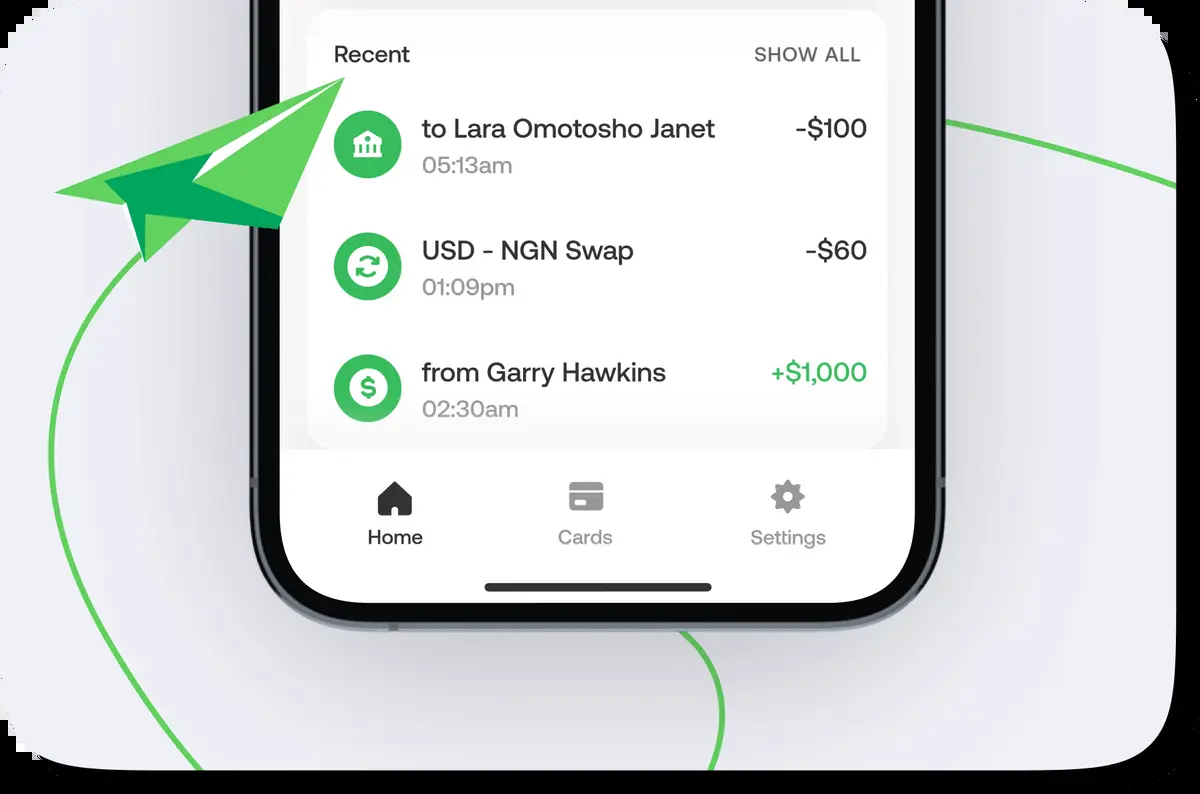 Recent
SHOW ALL
to Lara Omotosho Janet
-$100
05:13am
USD - NGN Swap
-$60
01:09pm
from Garry Hawkins
+$1,000
02:30am
Home
Cards
Settings